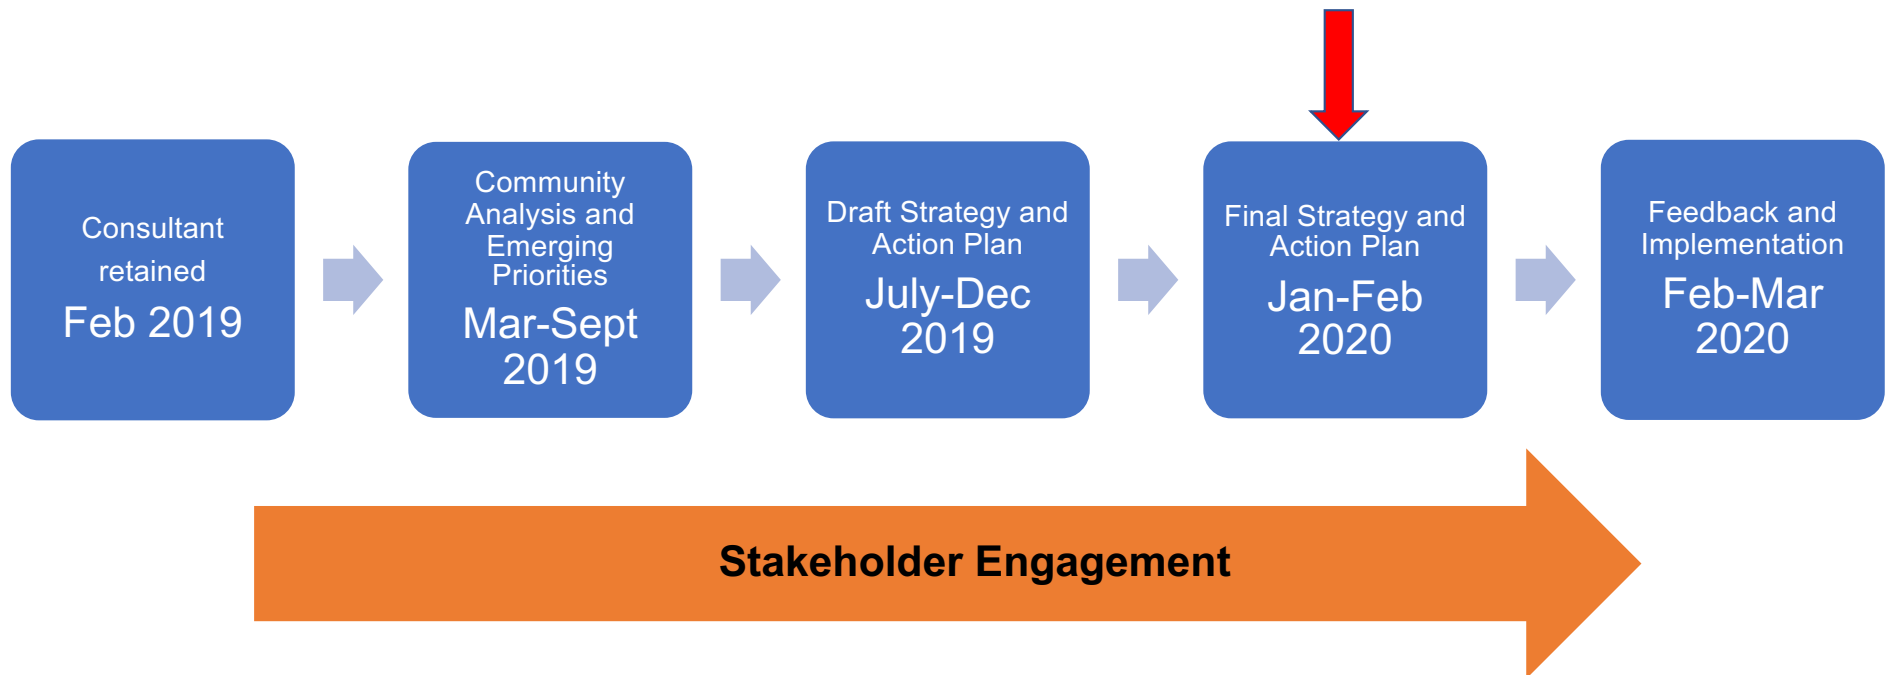 Consultant
retained
Feb 2019
Community
Analysis and
Emerging
Priorities
Mar-Sept
2019
Draft Strategy and
Action Plan
July-Dec
2019
Final Strategy and
Action Plan
Jan-Feb
2020
Feedback and
Implementation
Feb-Mar
2020
Stakeholder Engagement